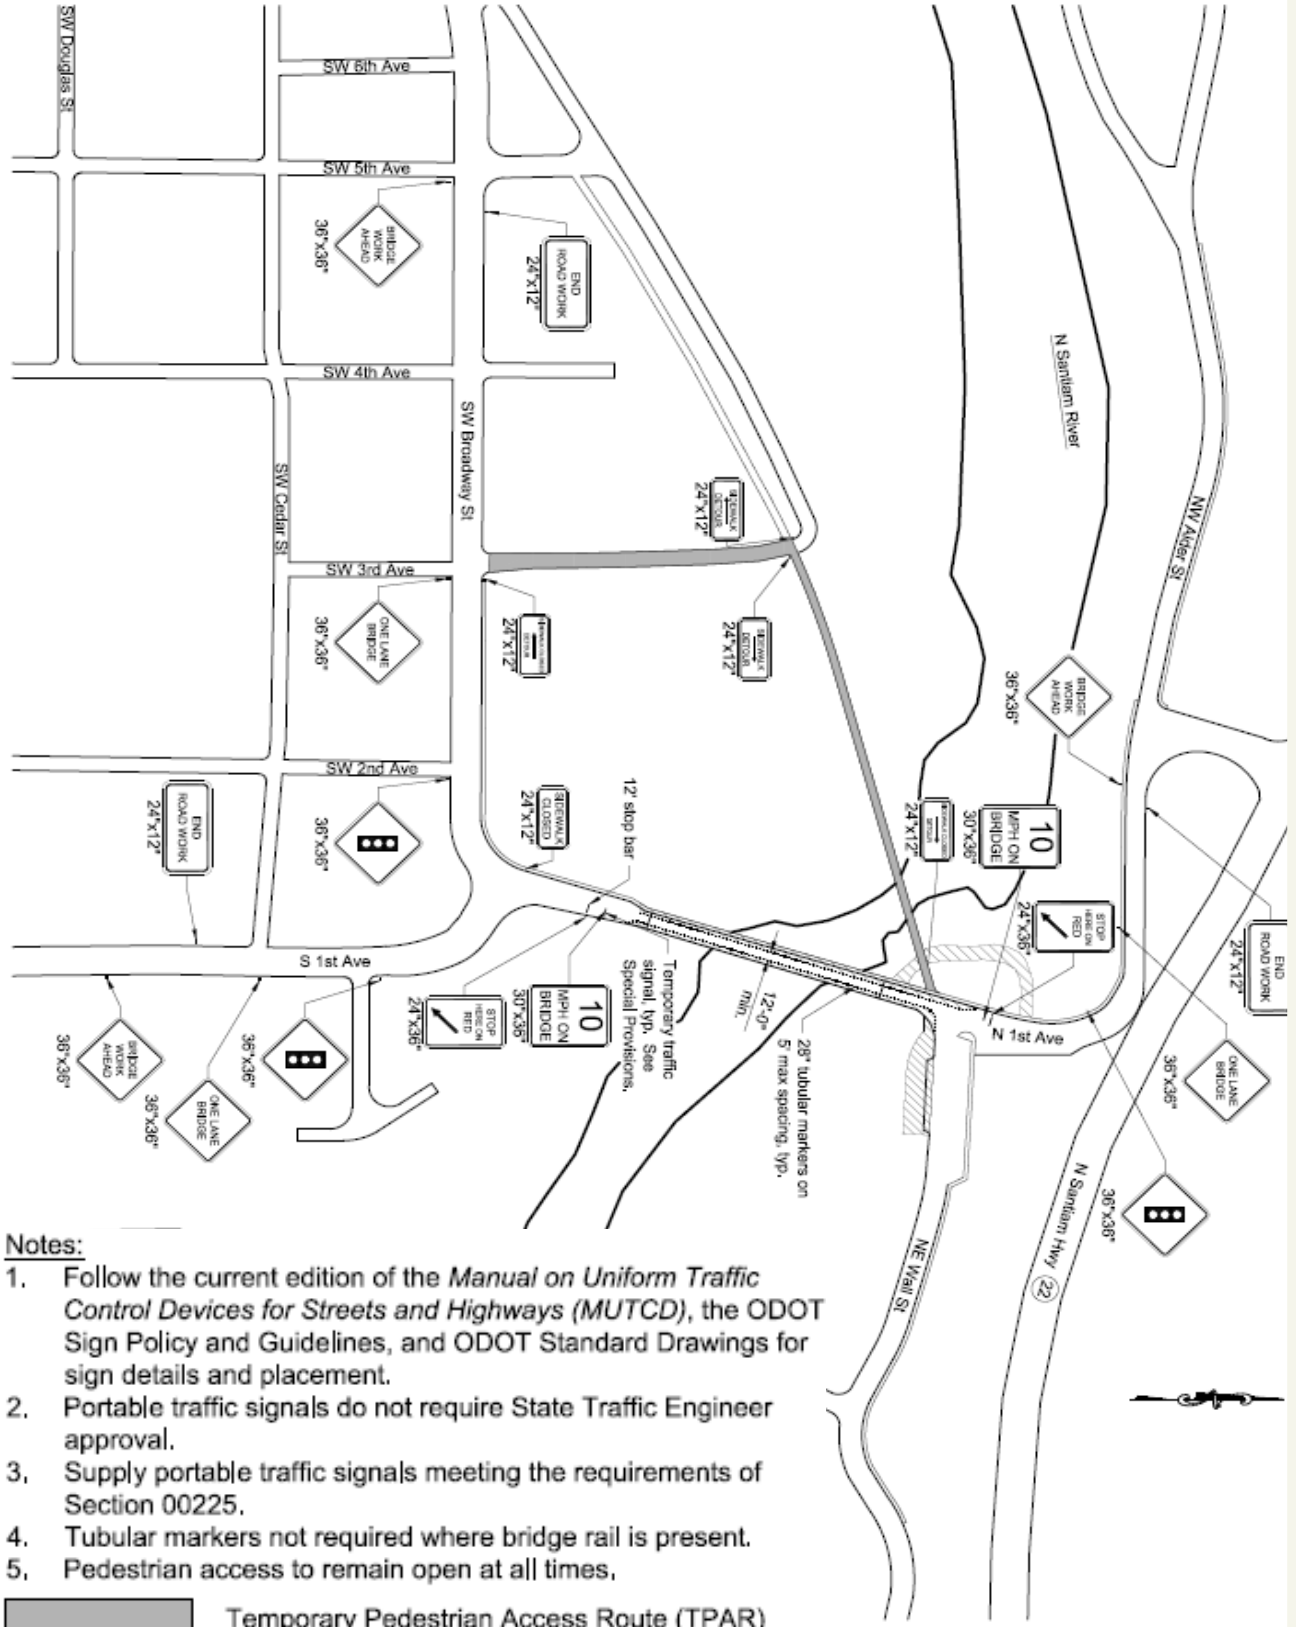 SW Douglas St
SW 6th Ave
SW 5th Ave
BRIDGE
WORK
AHEAD
36"x36"
END
ROAD WORK
24"x12"
N Santiam River
SW 4th Ave
SW Broadway St
SW Cedar St
SIDEWALK
DETOUR
24"x12"
NW Alder St
SW 3rd Ave
ONE LANE
BRIDGE
36"x36"
SIDEWALK CLOSED
DETOUR
24"x12"
SIDEWALK
DETOUR
24"x12"
BRIDGE
WORK
AHEAD
36"x36"
SW 2nd Ave
END
ROAD WORK
24"x12"
36"x36"
SIDEWALK
CLOSED
24"x12"
12' stop bar
SIDEWALK CLOSED
DETOUR
24"x12"
10
MPH ON
BRIDGE
30"x36"
STOP
HERE ON
RED
24"x36"
END
ROAD WORK
24"x12"
S 1st Ave
Temporary traffic
signal, typ. See
Special Provisions.
12'-0"
min.
N 1st Ave
BRIDGE
WORK
AHEAD
36"x36"
36"x36"
ONE LANE
BRIDGE
36"x36"
STOP
HERE ON
RED
24"x36"
10
MPH ON
BRIDGE
30"x36"
28" tubular markers on
5' max spacing, typ.
ONE LANE
BRIDGE
36"x36"
36"x36"
N Santiam Hwy 22
NE Wall St
Notes:
1. Follow the current edition of the Manual on Uniform Traffic
Control Devices for Streets and Highways (MUTCD), the ODOT
Sign Policy and Guidelines, and ODOT Standard Drawings for
sign details and placement.
2. Portable traffic signals do not require State Traffic Engineer
approval.
3. Supply portable traffic signals meeting the requirements of
Section 00225.
4. Tubular markers not required where bridge rail is present.
5. Pedestrian access to remain open at all times.
Temporary Pedestrian Access Route (TPAR)